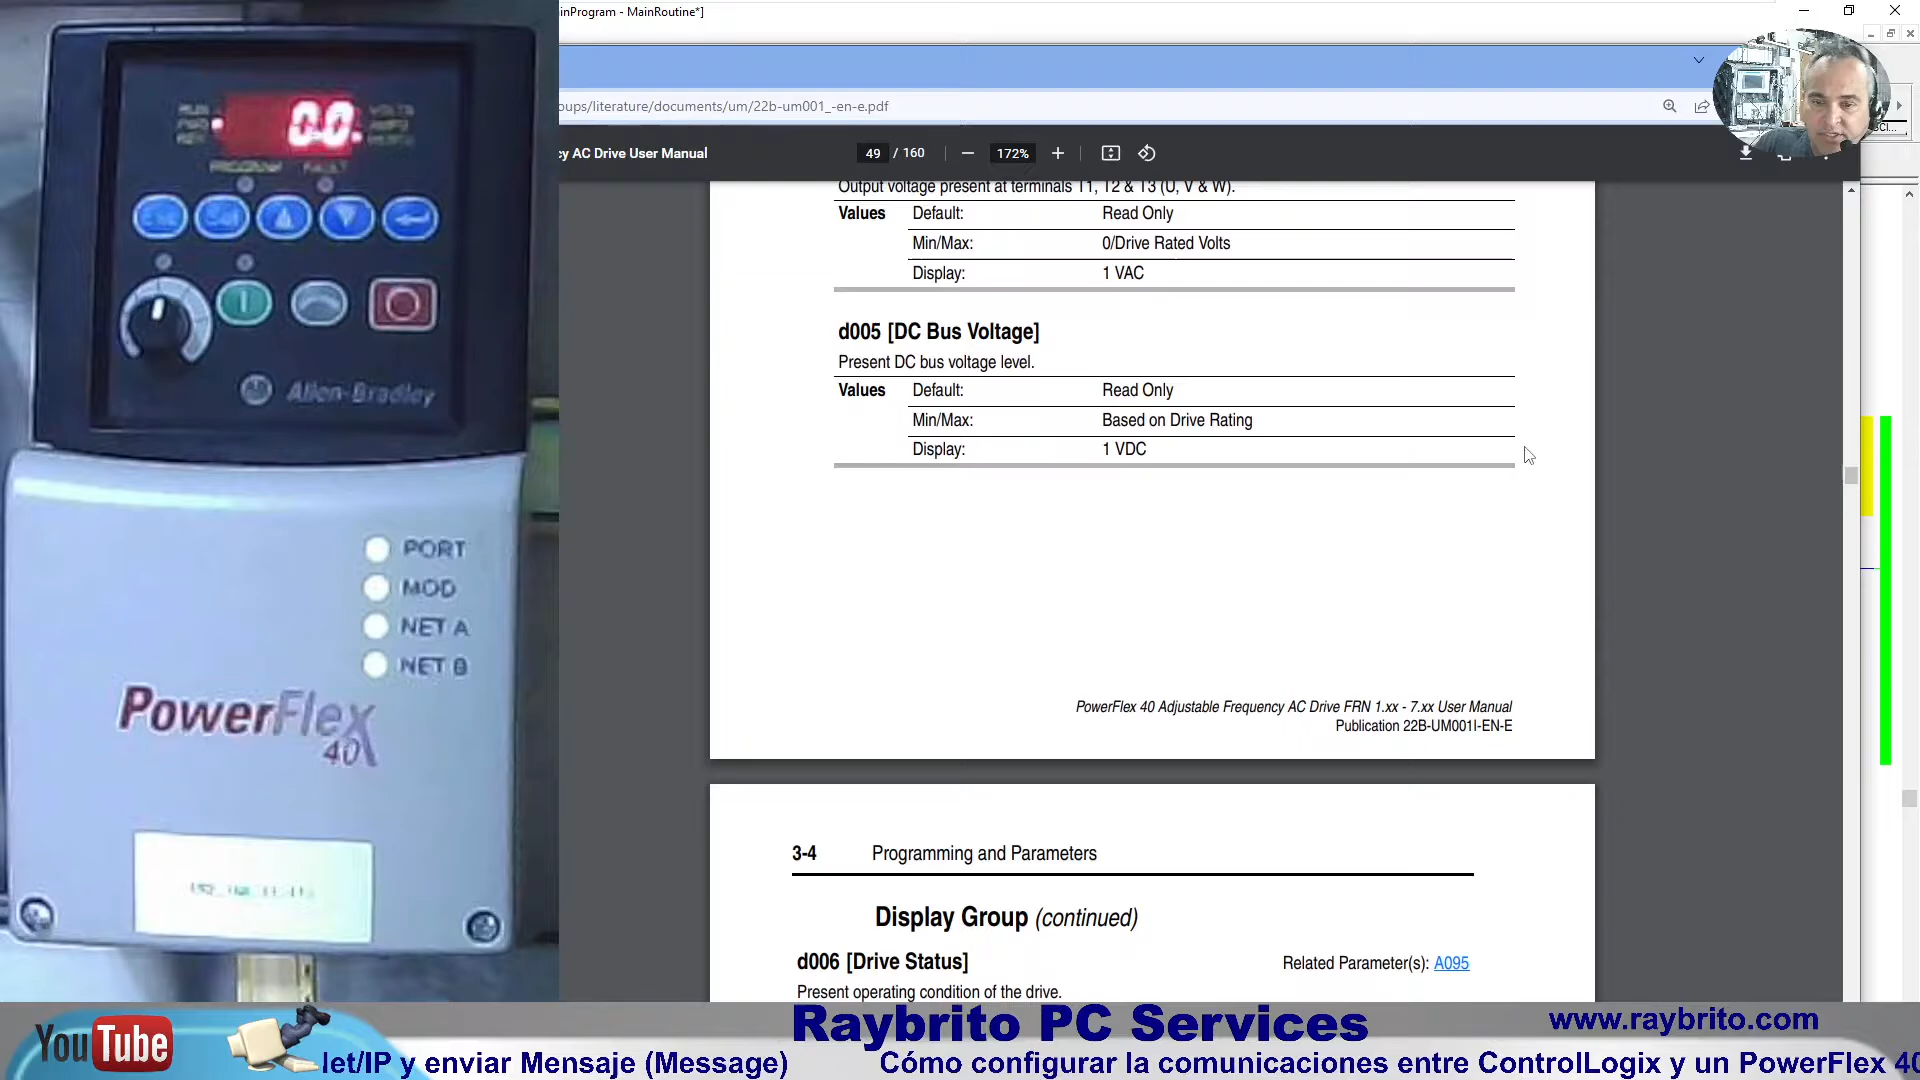 inProgram - MainRoutine*]
oups/literature/documents/um/22b-um001_-en-e.pdf
cy AC Drive User Manual
49 / 160
172%
Output voltage present at terminals T1, T2 & T3 (U, V & W).
Values Default: Read Only
Min/Max: 0/Drive Rated Volts
Display: 1 VAC
d005 [DC Bus Voltage]
Present DC bus voltage level.
Values Default: Read Only
Min/Max: Based on Drive Rating
Display: 1 VDC
PowerFlex 40 Adjustable Frequency AC Drive FRN 1.xx - 7.xx User Manual
Publication 22B-UM001I-EN-E
3-4 Programming and Parameters
Display Group (continued)
d006 [Drive Status] Related Parameter(s): A095
Present operating condition of the drive.
0.0
PROGRAM FAULT
Allen-Bradley
PORT
MOD
NET A
NET B
PowerFlex
40
YouTube
Raybrito PC Services
www.raybrito.com
let/IP y enviar Mensaje (Message) Cómo configurar la comunicaciones entre ControlLogix y un PowerFlex 40